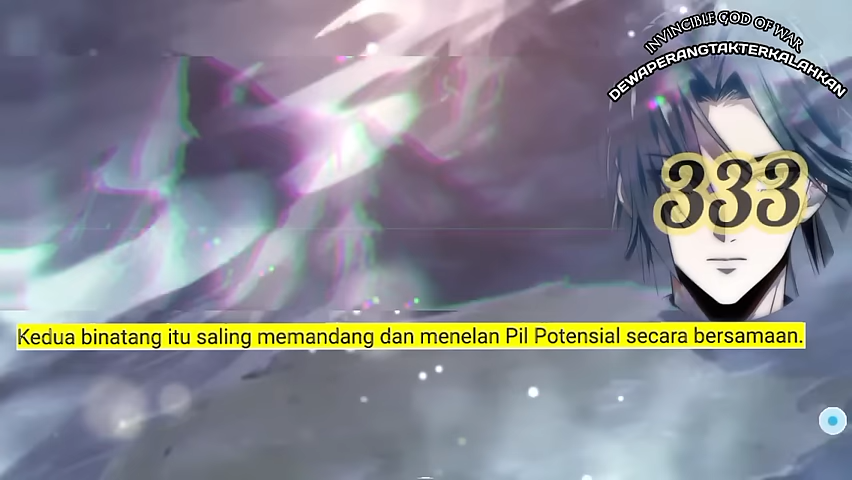 INVINCIBLE GOD OF WAR
DEWAPERANGTAKTERKALAHKAN
333
Kedua binatang itu saling memandang dan menelan Pil Potensial secara bersamaan.